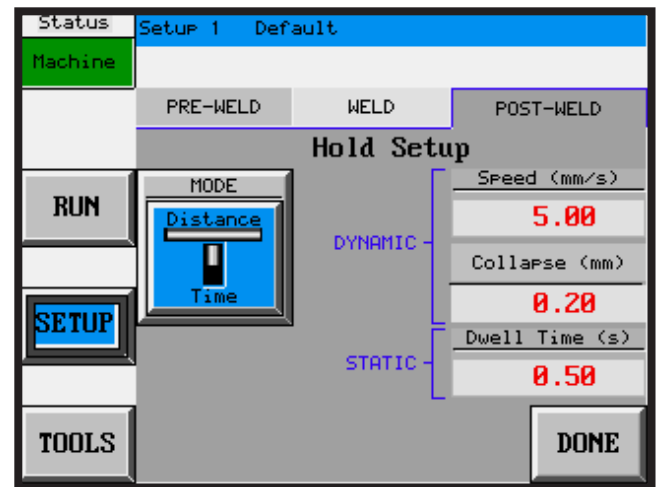 Status
Setup 1 Default
Machine
PRE-WELD WELD POST-WELD
Hold Setup
RUN
MODE
Distance
Time
DYNAMIC
Speed (mm/s)
5.00
Collapse (mm)
0.20
SETUP
STATIC
Dwell Time (s)
0.50
TOOLS
DONE